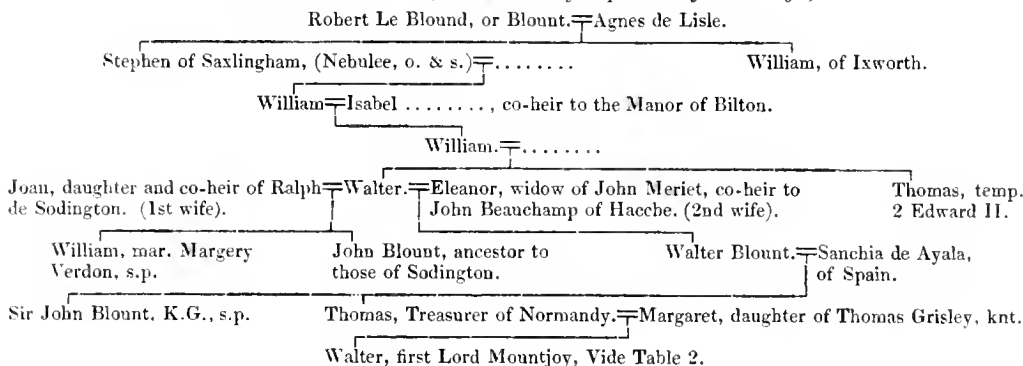 Robert Le Blound, or Blount.=Agnes de Lisle.
Stephen of Saxlingham, (Nebulee, o. & s.)=........ William, of Ixworth.
William=Isabel ........, co-heir to the Manor of Bilton.
William.=........
Joan, daughter and co-heir of Ralph=Walter.=Eleanor, widow of John Meriet, co-heir to Thomas, temp.
de Sodington. (1st wife). John Beauchamp of Hacche. (2nd wife). 2 Edward II.
William, mar. Margery John Blount, ancestor to Walter Blount.=Sanchia de Ayala,
Verdon, s.p. those of Sodington. of Spain.
Sir John Blount, K.G., s.p. Thomas, Treasurer of Normandy.=Margaret, daughter of Thomas Grisley, knt.
Walter, first Lord Mountjoy, Vide Table 2.